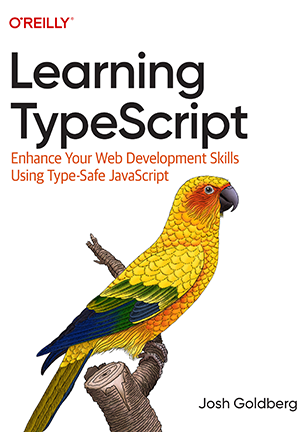 O'REILLY®
Learning
TypeScript
Enhance Your Web Development Skills
Using Type-Safe JavaScript
Josh Goldberg